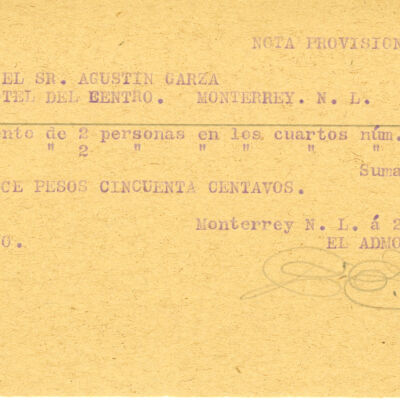 NOTA PROVISION
EL SR. AGUSTIN GARZA
TEL DEL CENTRO. MONTERREY. N. L.
ento de 2 personas en los cuartos núm.
" 2 " " " " "
Suma
CE PESOS CINCUENTA CENTAVOS.
Monterrey N. L. á 2
O. EL ADMO